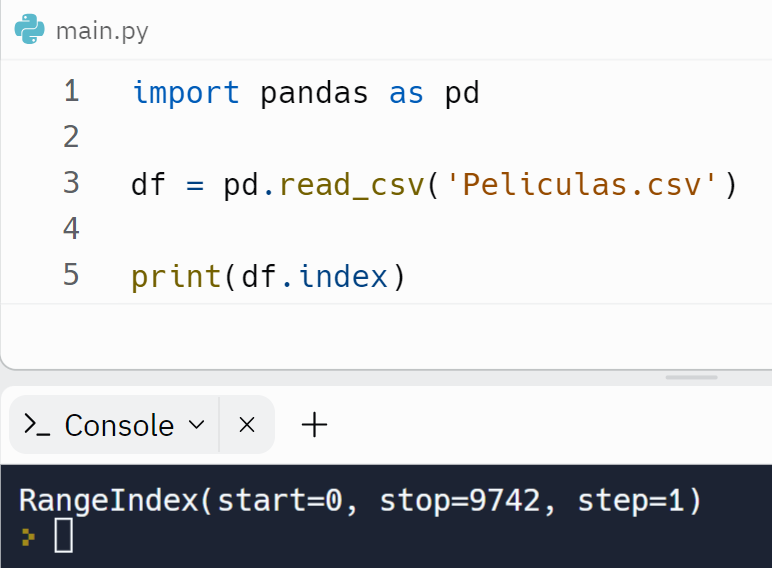 main.py
1 import pandas as pd
2
3 df = pd.read_csv('Peliculas.csv')
4
5 print(df.index)
>_ Console
RangeIndex(start=0, stop=9742, step=1)
>